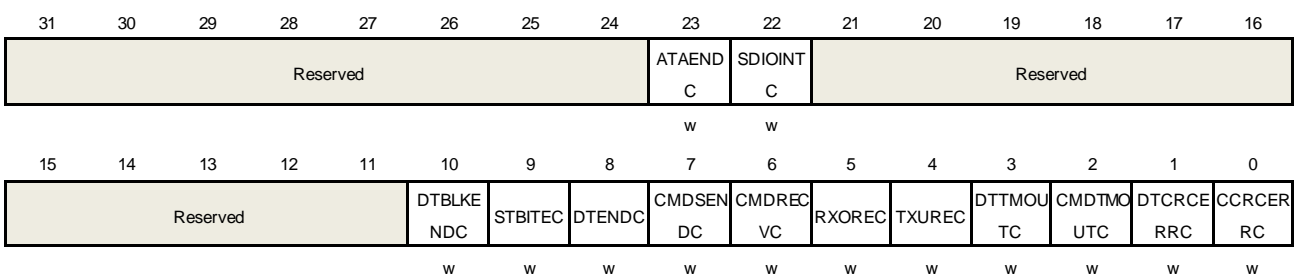 31 30 29 28 27 26 25 24 23 22 21 20 19 18 17 16
Reserved ATAEND SDIOINT Reserved
C C
w w
15 14 13 12 11 10 9 8 7 6 5 4 3 2 1 0
Reserved DTBLKE STBITEC DTENDC CMDSEN CMDREC RXOREC TXUREC DTTMOU CMDTMO DTCRCE CCRCER
NDC DC VC TC UTC RRC RC
w w w w w w w w w w w